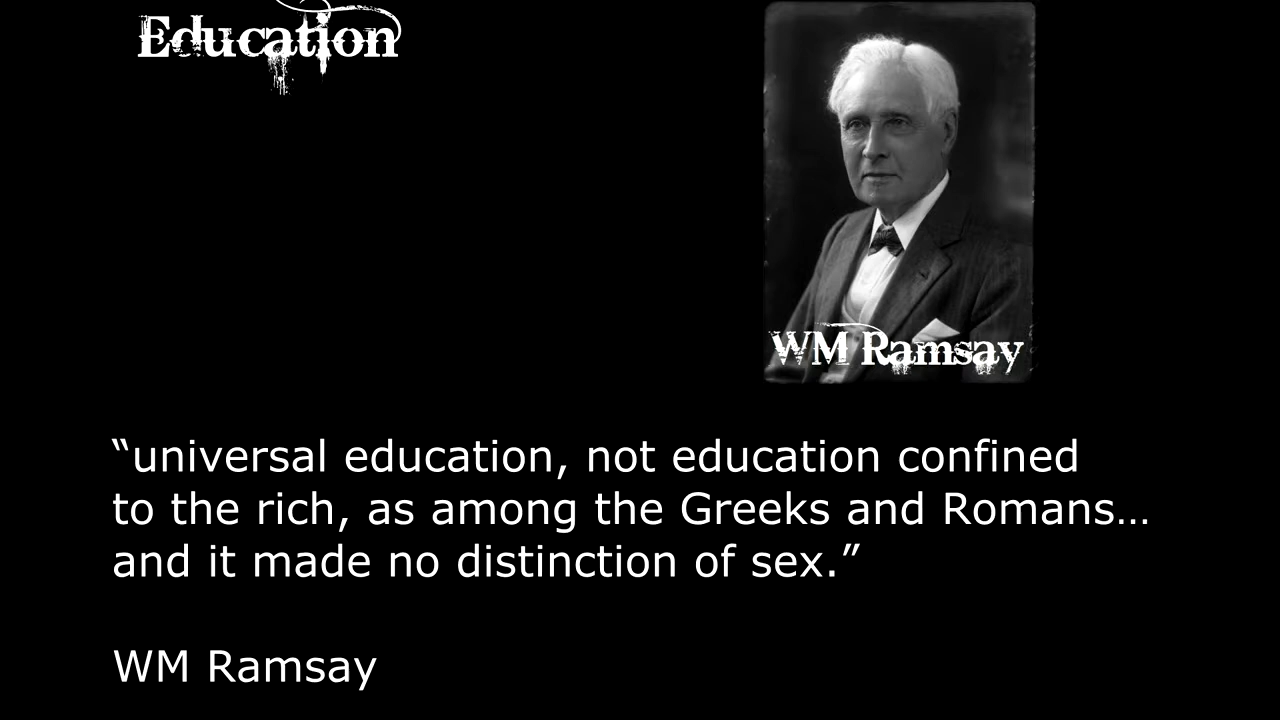 Education
WM Ramsay
“universal education, not education confined
to the rich, as among the Greeks and Romans…
and it made no distinction of sex.”
WM Ramsay